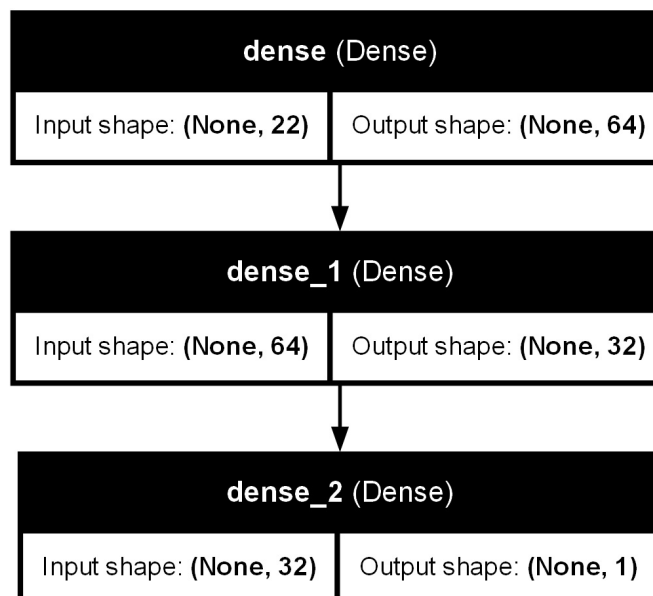 dense (Dense)
Input shape: (None, 22) Output shape: (None, 64)
dense_1 (Dense)
Input shape: (None, 64) Output shape: (None, 32)
dense_2 (Dense)
Input shape: (None, 32) Output shape: (None, 1)